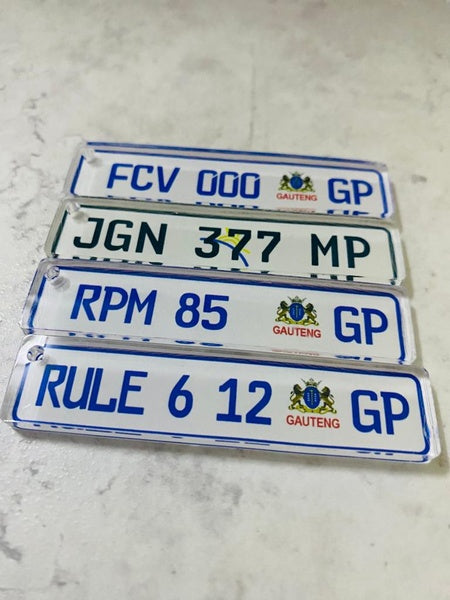 FCV 000 GAUTENG GP
JGN 377 MP
RPM 85 GAUTENG GP
RULE 6 12 GAUTENG GP